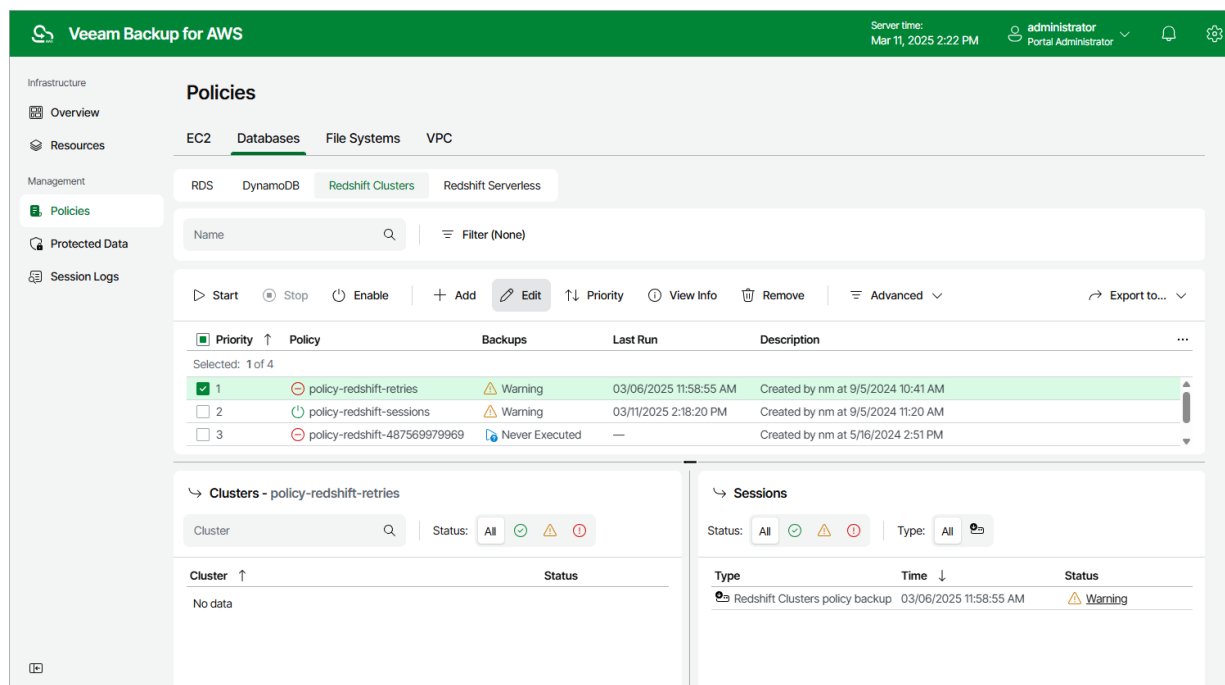 Veeam Backup for AWS
Server time:
Mar 11, 2025 2:22 PM
administrator
Portal Administrator
Infrastructure
Overview
Resources
Management
Policies
Protected Data
Session Logs
Policies
EC2 Databases File Systems VPC
RDS DynamoDB Redshift Clusters Redshift Serverless
Name Filter (None)
Start Stop Enable Add Edit Priority View Info Remove Advanced Export to...
Priority Policy Backups Last Run Description
Selected: 1 of 4
1 policy-redshift-retries Warning 03/06/2025 11:58:55 AM Created by nm at 9/5/2024 10:41 AM
2 policy-redshift-sessions Warning 03/11/2025 2:18:20 PM Created by nm at 9/5/2024 11:20 AM
3 policy-redshift-487569979969 Never Executed — Created by nm at 5/16/2024 2:51 PM
Clusters - policy-redshift-retries
Cluster Status: All
Cluster Status
No data
Sessions
Status: All Type: All
Type Time Status
Redshift Clusters policy backup 03/06/2025 11:58:55 AM Warning